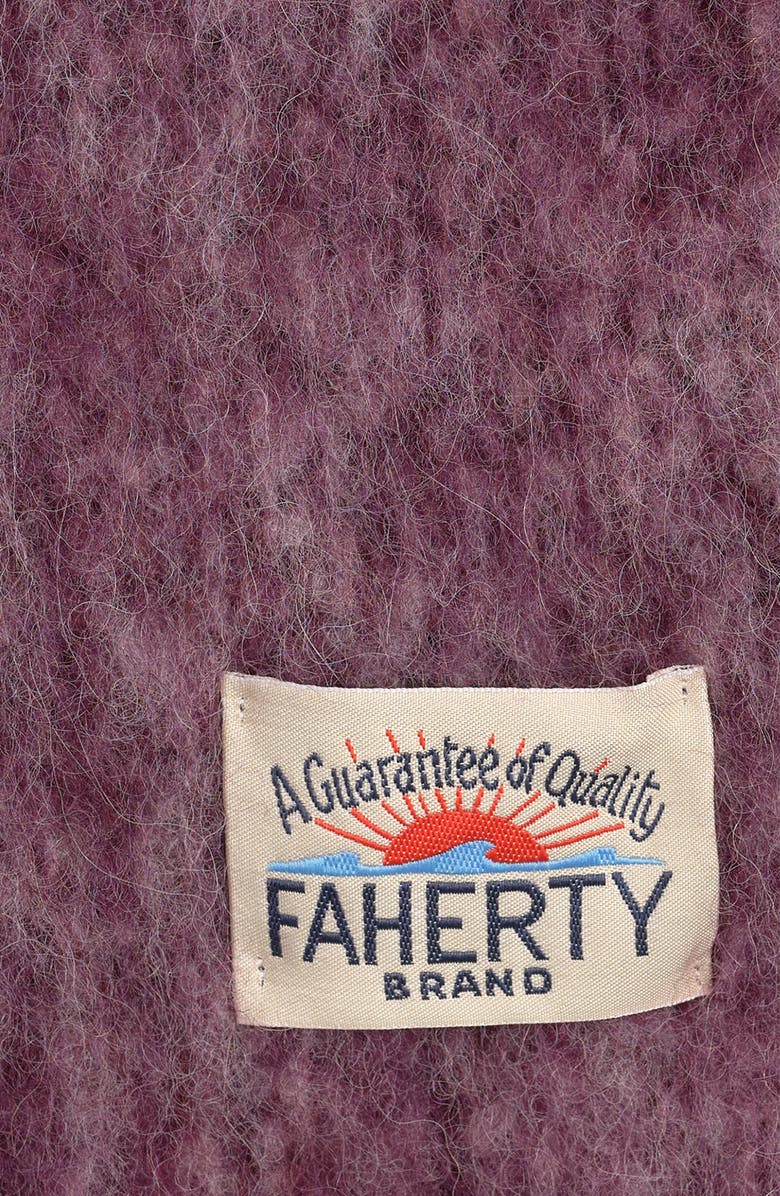 A Guarantee of Quality
FAHERTY
BRAND